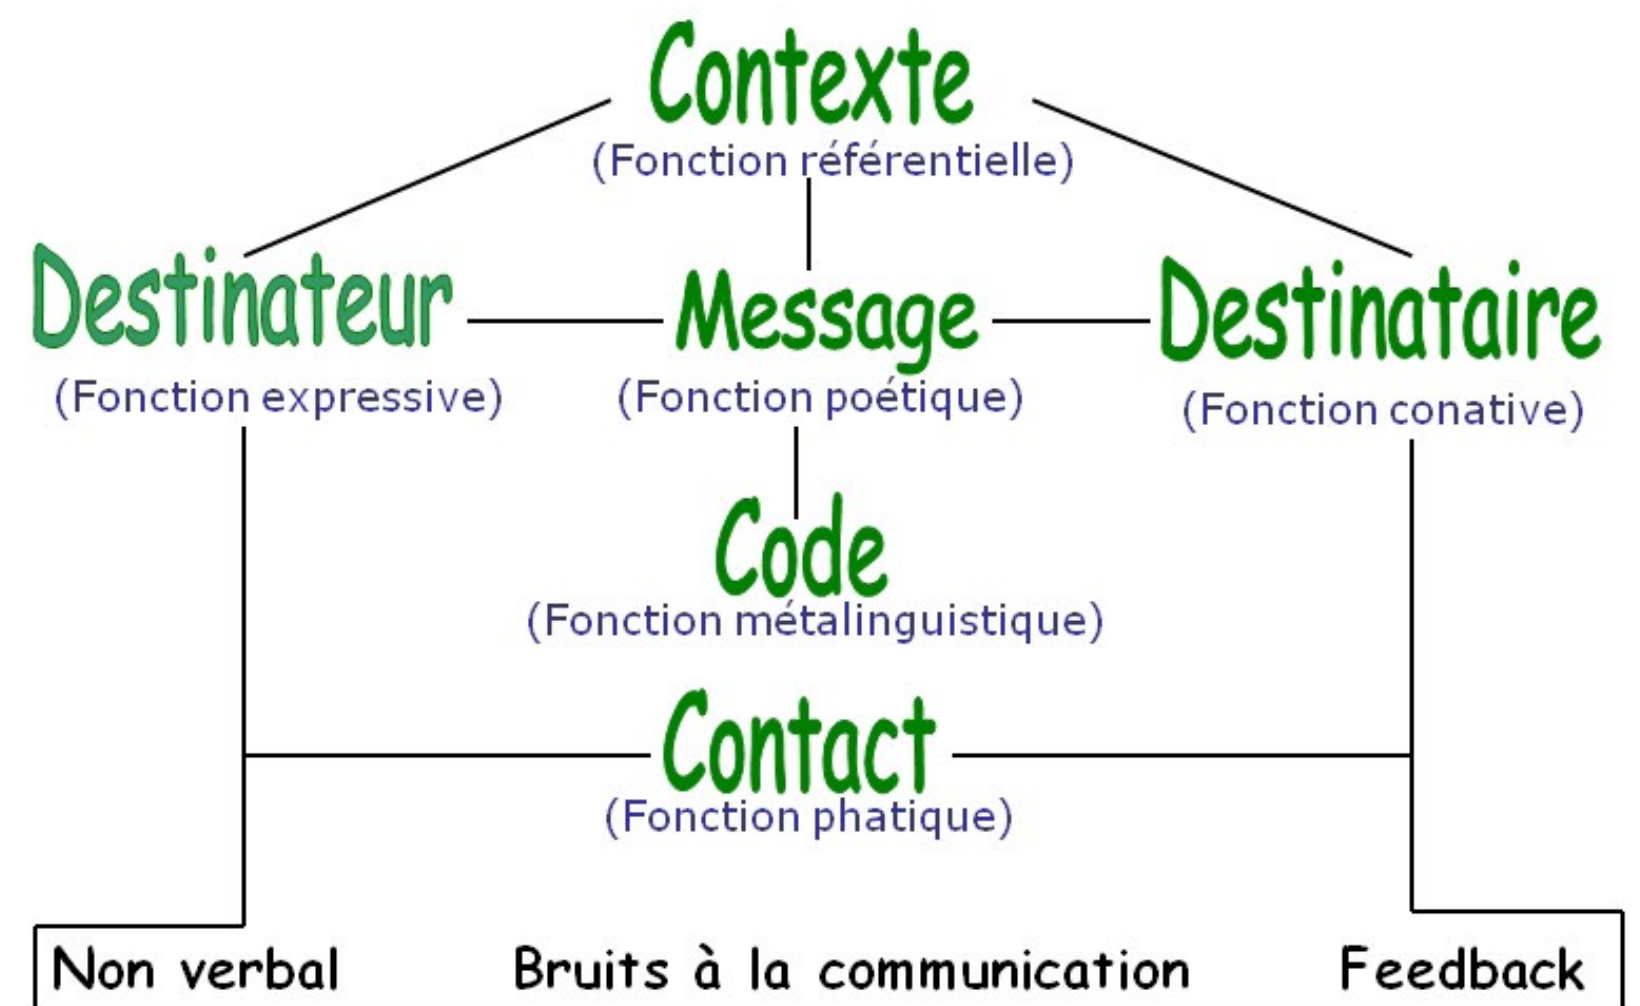 Contexte
(Fonction référentielle)
Destinateur Message Destinataire
(Fonction expressive) (Fonction poétique) (Fonction conative)
Code
(Fonction métalinguistique)
Contact
(Fonction phatique)
Non verbal Bruits à la communication Feedback